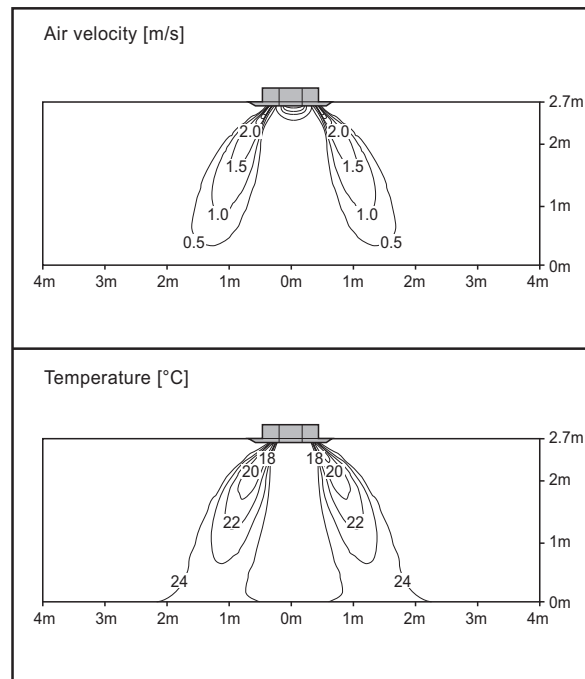 Air velocity [m/s]
2.7m
2.0 2.0 2m
1.5 1.5
1.0 1.0 1m
0.5 0.5
0m
4m 3m 2m 1m 0m 1m 2m 3m 4m
Temperature [°C]
2.7m
18 18
20 20 2m
22 22
1m
24 24
0m
4m 3m 2m 1m 0m 1m 2m 3m 4m